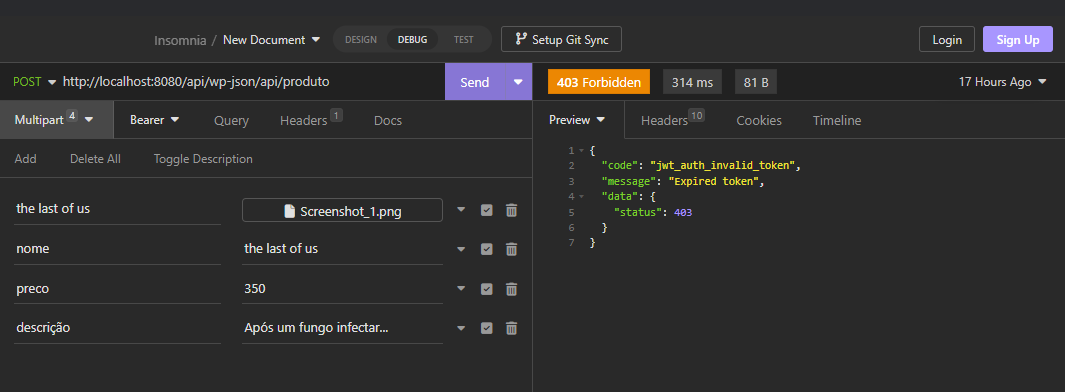 Insomnia / New Document
DESIGN DEBUG TEST
Setup Git Sync
Login
Sign Up
POST http://localhost:8080/api/wp-json/api/produto
Send
403 Forbidden
314 ms
81 B
17 Hours Ago
Multipart 4
Bearer
Query
Headers 1
Docs
Preview
Headers 10
Cookies
Timeline
Add
Delete All
Toggle Description
the last of us Screenshot_1.png
nome the last of us
preco 350
descrição Após um fungo infectar...
1 {
2 "code": "jwt_auth_invalid_token",
3 "message": "Expired token",
4 "data": {
5 "status": 403
6 }
7 }